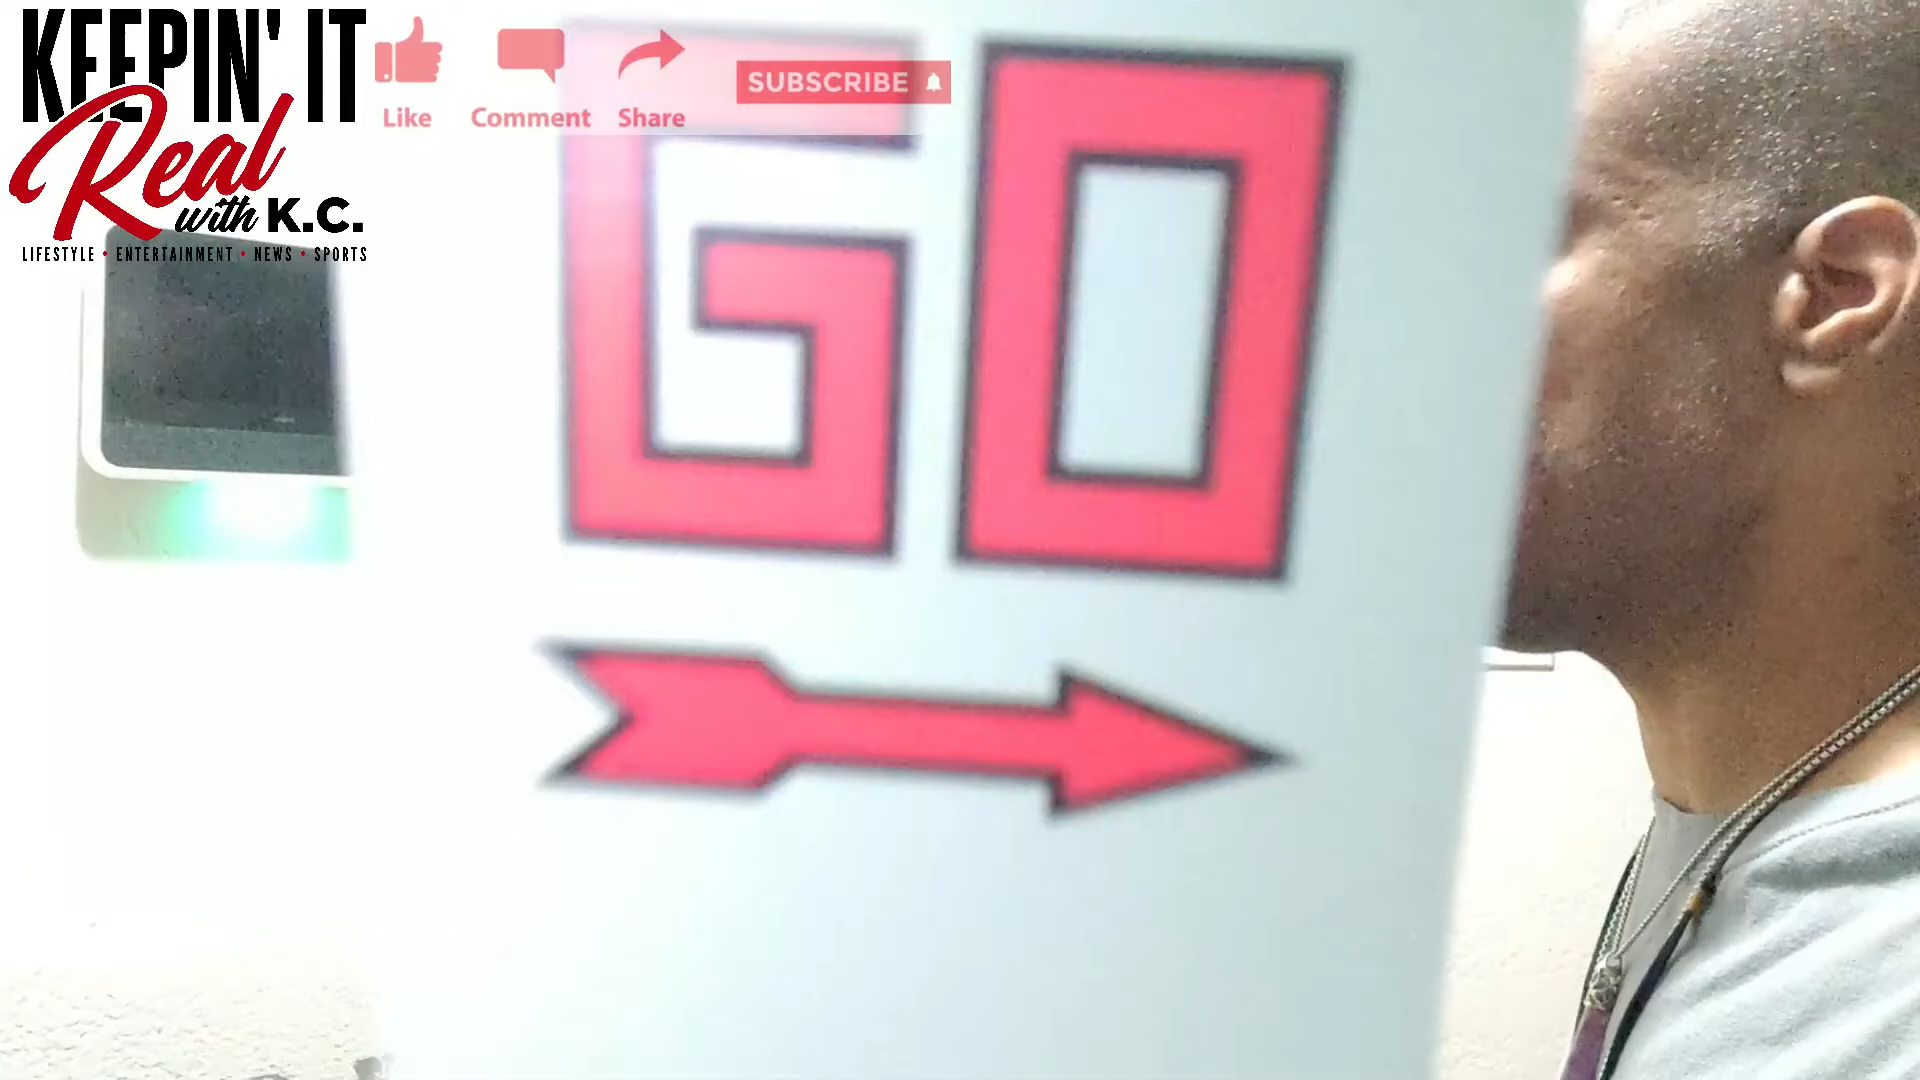 KEEPIN' IT
Real
with K.C.
LIFESTYLE • ENTERTAINMENT • NEWS • SPORTS
Like
Comment
Share
SUBSCRIBE
GO